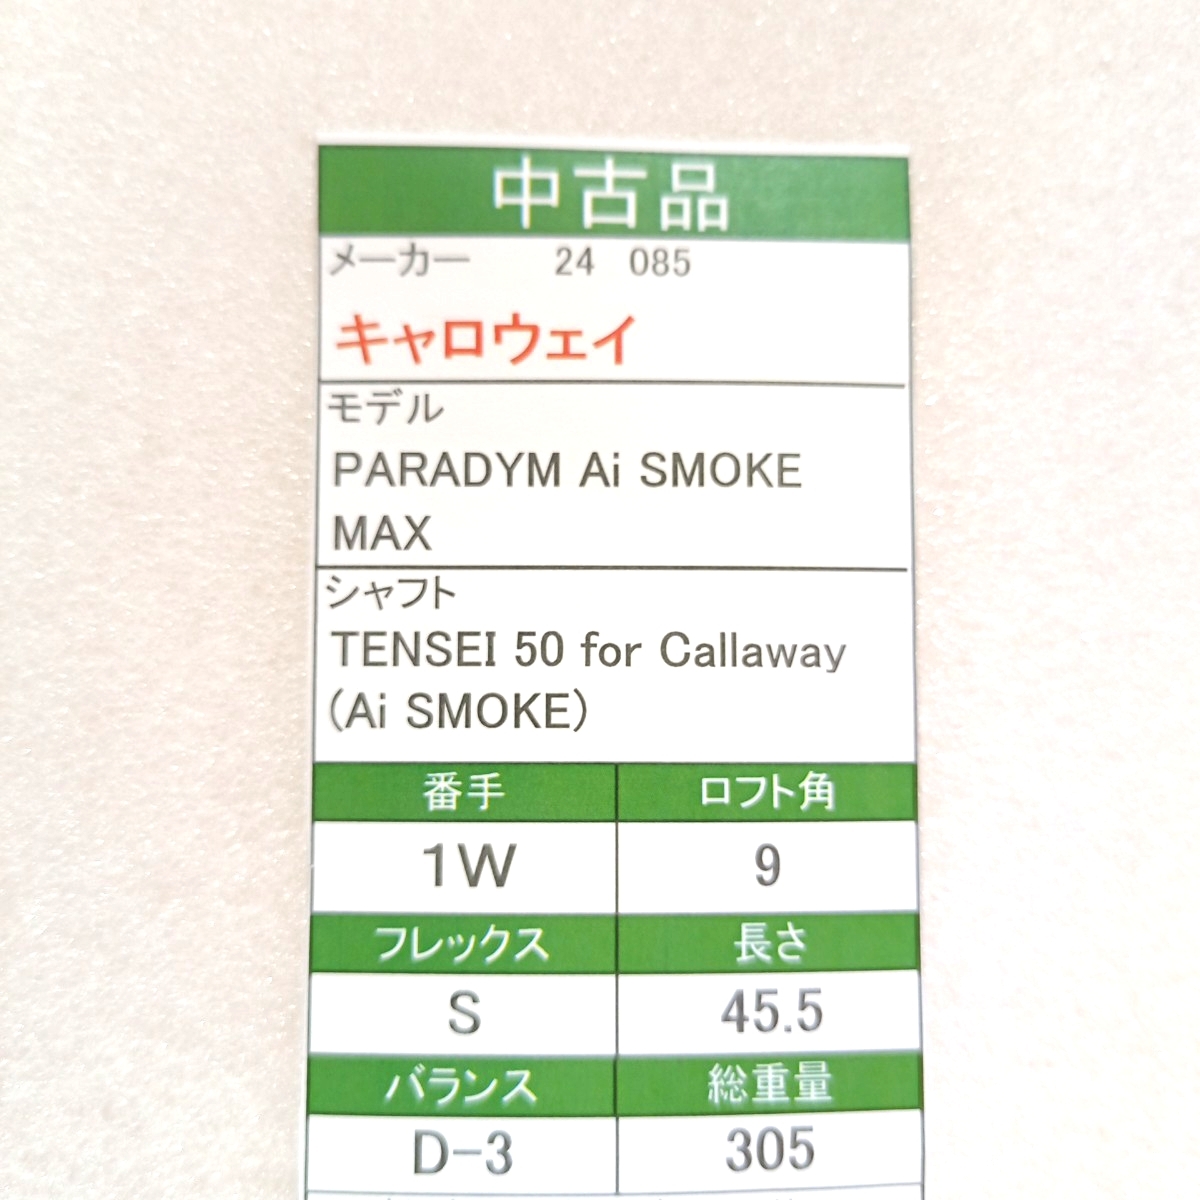 中古品
メーカー 24 085
キャロウェイ
モデル
PARADYM Ai SMOKE
MAX
シャフト
TENSEI 50 for Callaway
(Ai SMOKE)
番手 ロフト角
1W 9
フレックス 長さ
S 45.5
バランス 総重量
D-3 305